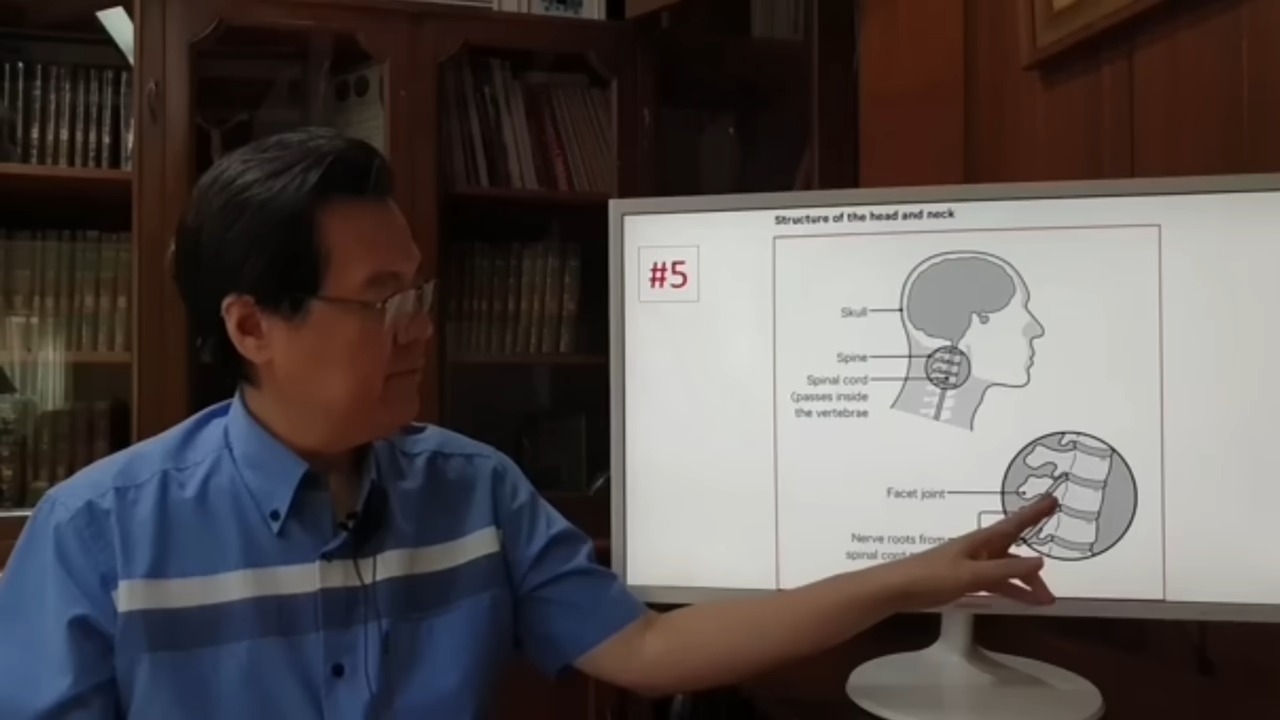 Structure of the head and neck
#5
Skull
Spine
Spinal cord
(passes inside
the vertebrae
Facet joint
Nerve roots from
spinal cord